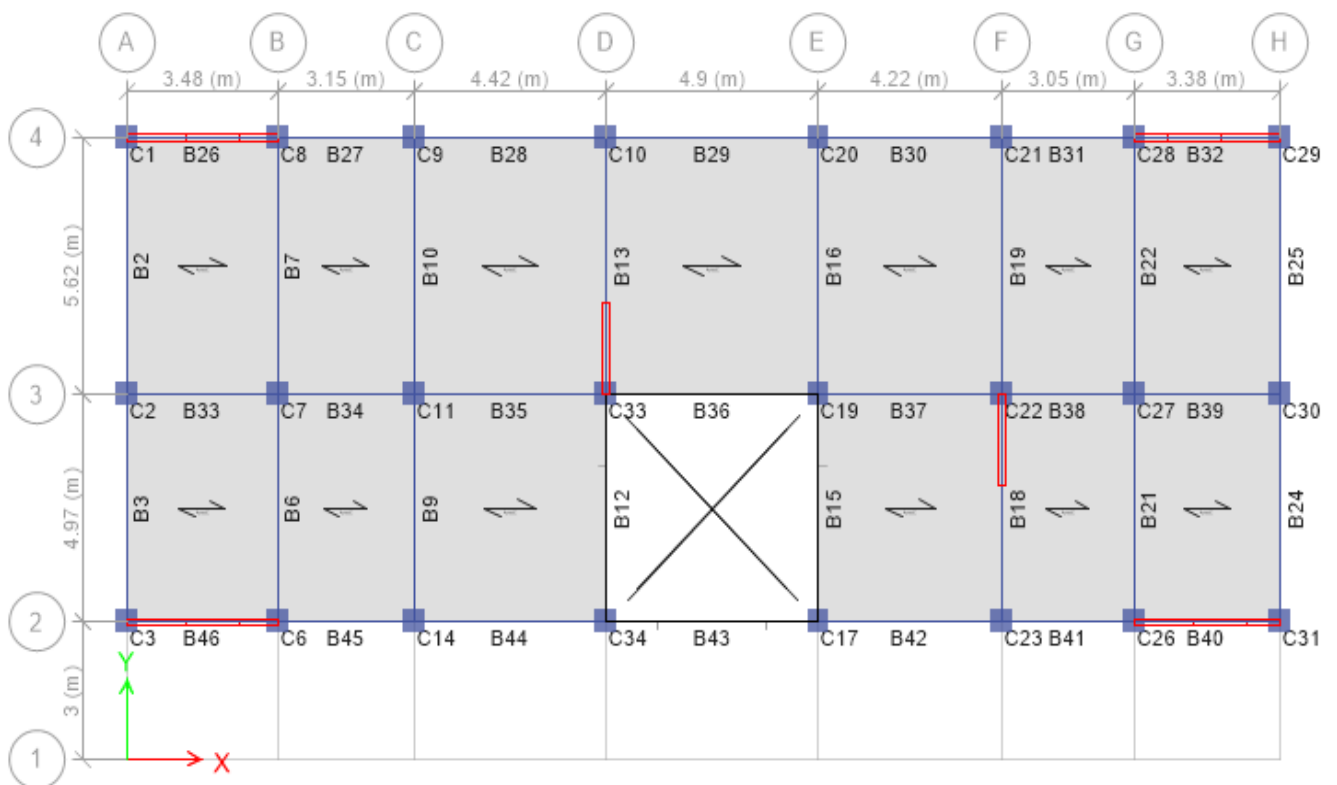 A B C D E F G H
3.48 (m) 3.15 (m) 4.42 (m) 4.9 (m) 4.22 (m) 3.05 (m) 3.38 (m)
4
C1 B26 C8 B27 C9 B28 C10 B29 C20 B30 C21 B31 C28 B32 C29
5.62 (m) B2 B7 B10 B13 B16 B19 B22 B25
3
C2 B33 C7 B34 C11 B35 C33 B36 C19 B37 C22 B38 C27 B39 C30
4.97 (m) B3 B6 B9 B12 B15 B18 B21 B24
2
C3 B46 C6 B45 C14 B44 C34 B43 C17 B42 C23 B41 C26 B40 C31
Y
3 (m)
1
X